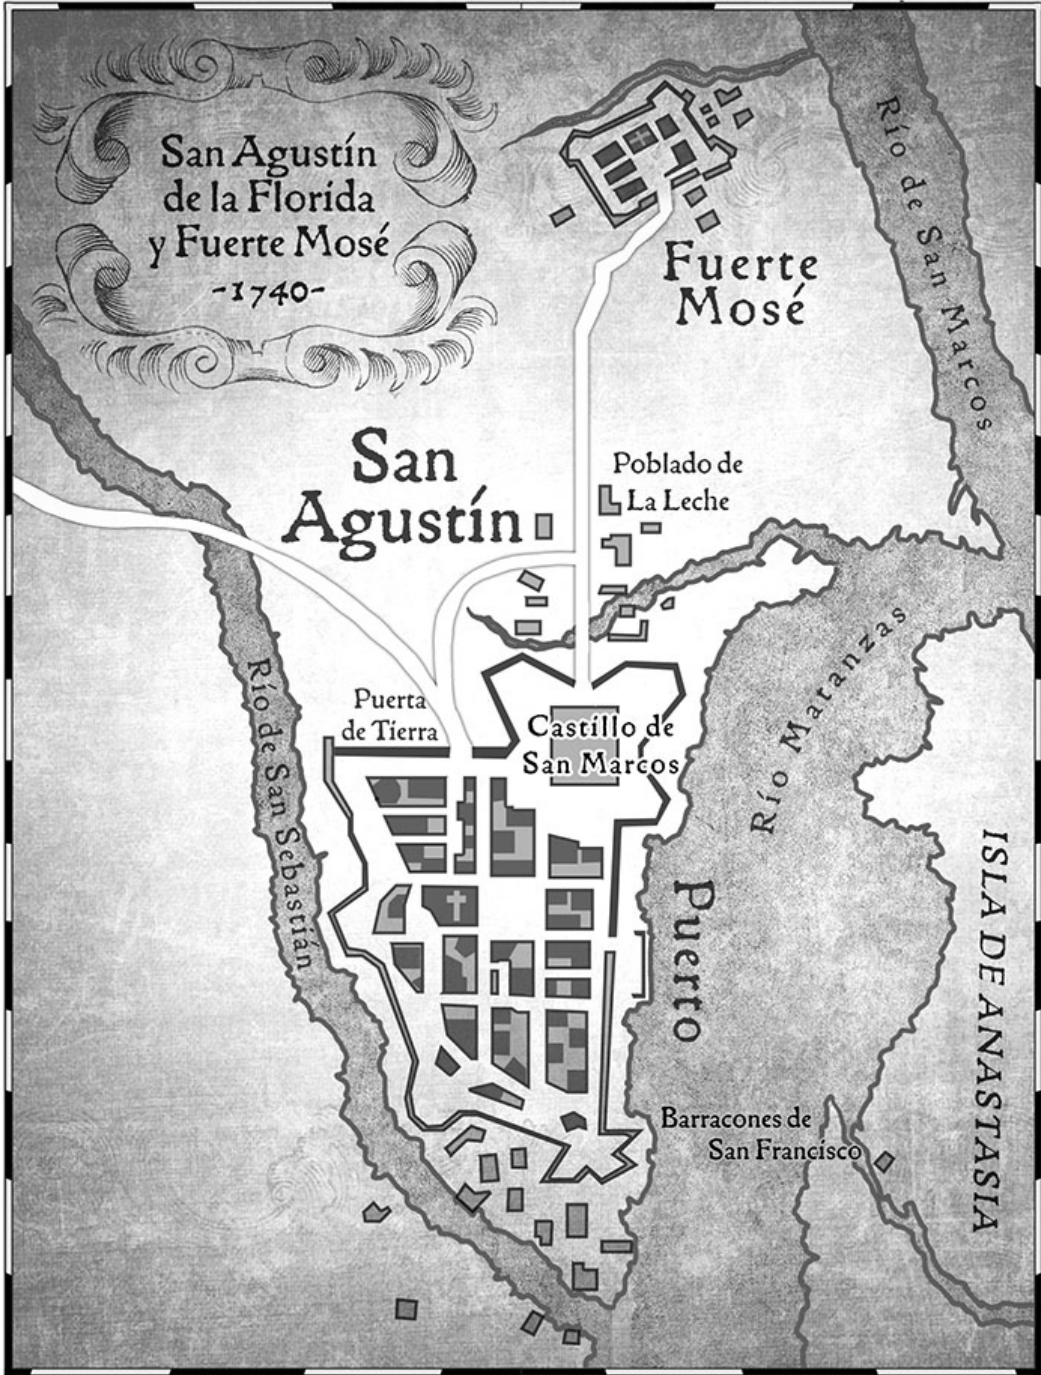 San Agustín
de la Florida
y Fuerte Mosé
-1740-
Río de San Marcos
Fuerte
Mosé
San
Agustín
Poblado de
La Leche
Río Matanzas
Puerta
de Tierra
Castillo de
San Marcos
Río de San Sebastián
Puerto
ISLA DE ANASTASIA
Barracones de
San Francisco